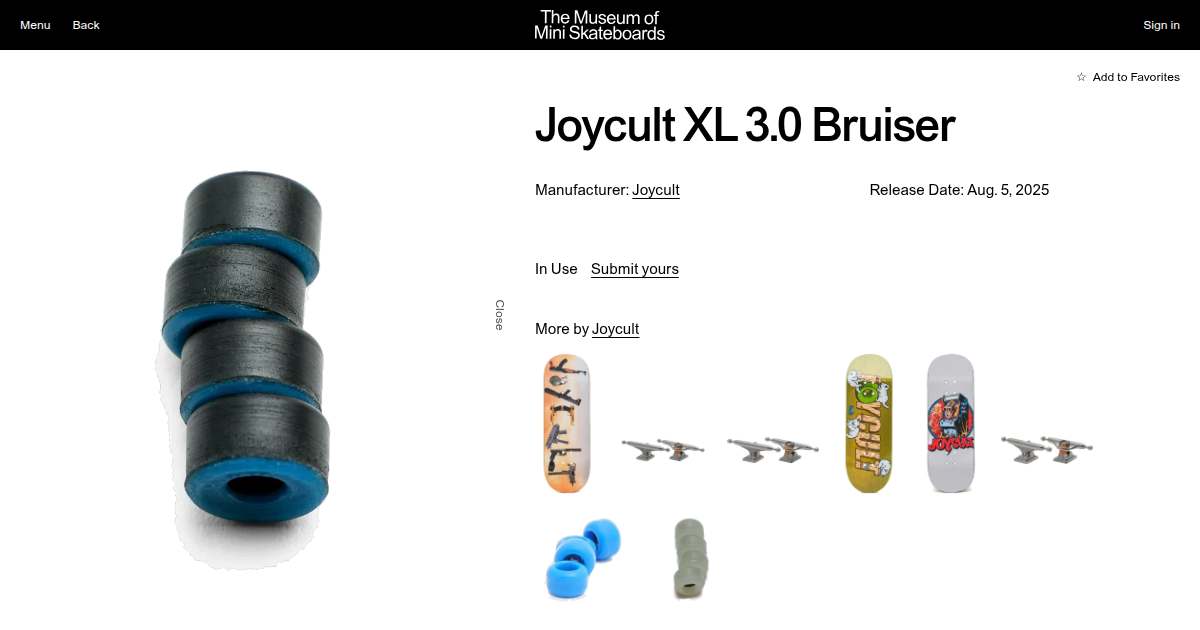 Menu
Back
The Museum of
Mini Skateboards
Sign in
☆ Add to Favorites
Joycult XL 3.0 Bruiser
Manufacturer: Joycult
Release Date: Aug. 5, 2025
In Use
Submit yours
Close
More by Joycult